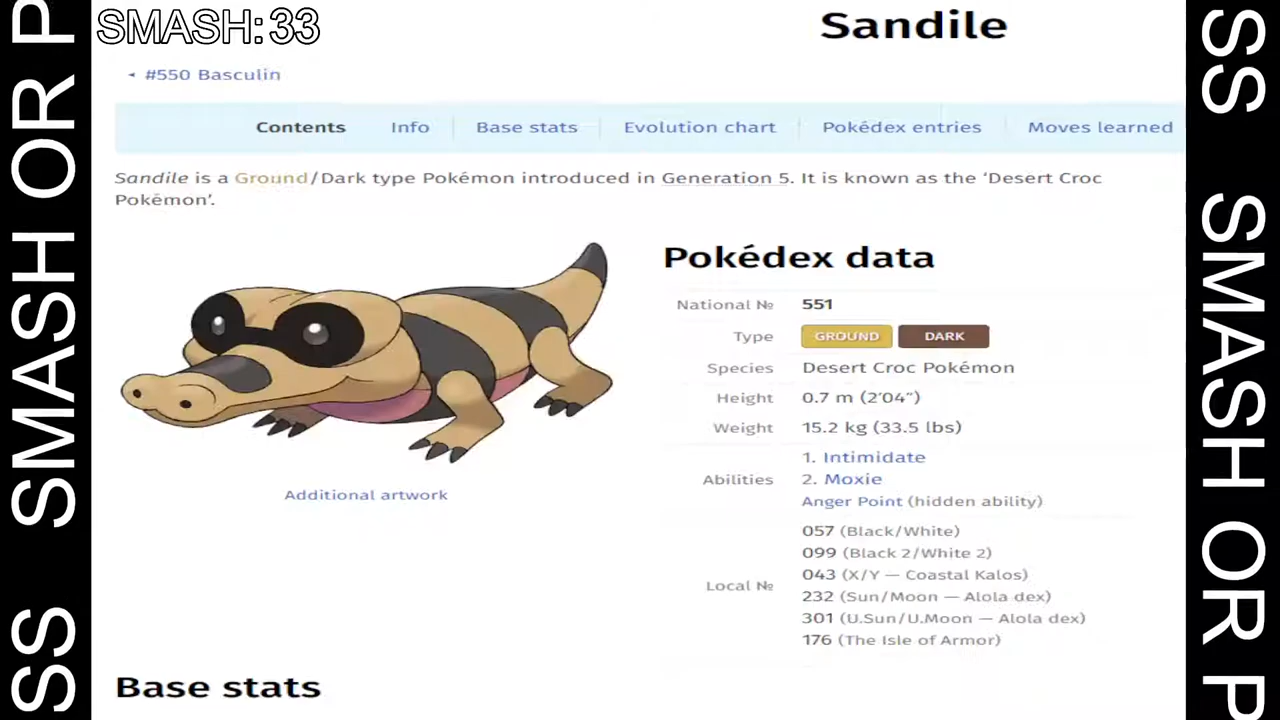 SMASH: 33
Sandile
#550 Basculin
Contents Info Base stats Evolution chart Pokédex entries Moves learned
Sandile is a Ground/Dark type Pokémon introduced in Generation 5. It is known as the ‘Desert Croc
Pokémon’.
Additional artwork
Pokédex data
National № 551
Type GROUND DARK
Species Desert Croc Pokémon
Height 0.7 m (2′04″)
Weight 15.2 kg (33.5 lbs)
Abilities 1. Intimidate
2. Moxie
Anger Point (hidden ability)
Local № 057 (Black/White)
099 (Black 2/White 2)
043 (X/Y — Coastal Kalos)
232 (Sun/Moon — Alola dex)
301 (U.Sun/U.Moon — Alola dex)
176 (The Isle of Armor)
Base stats
SS SMASH OR P
SS SMASH OR P